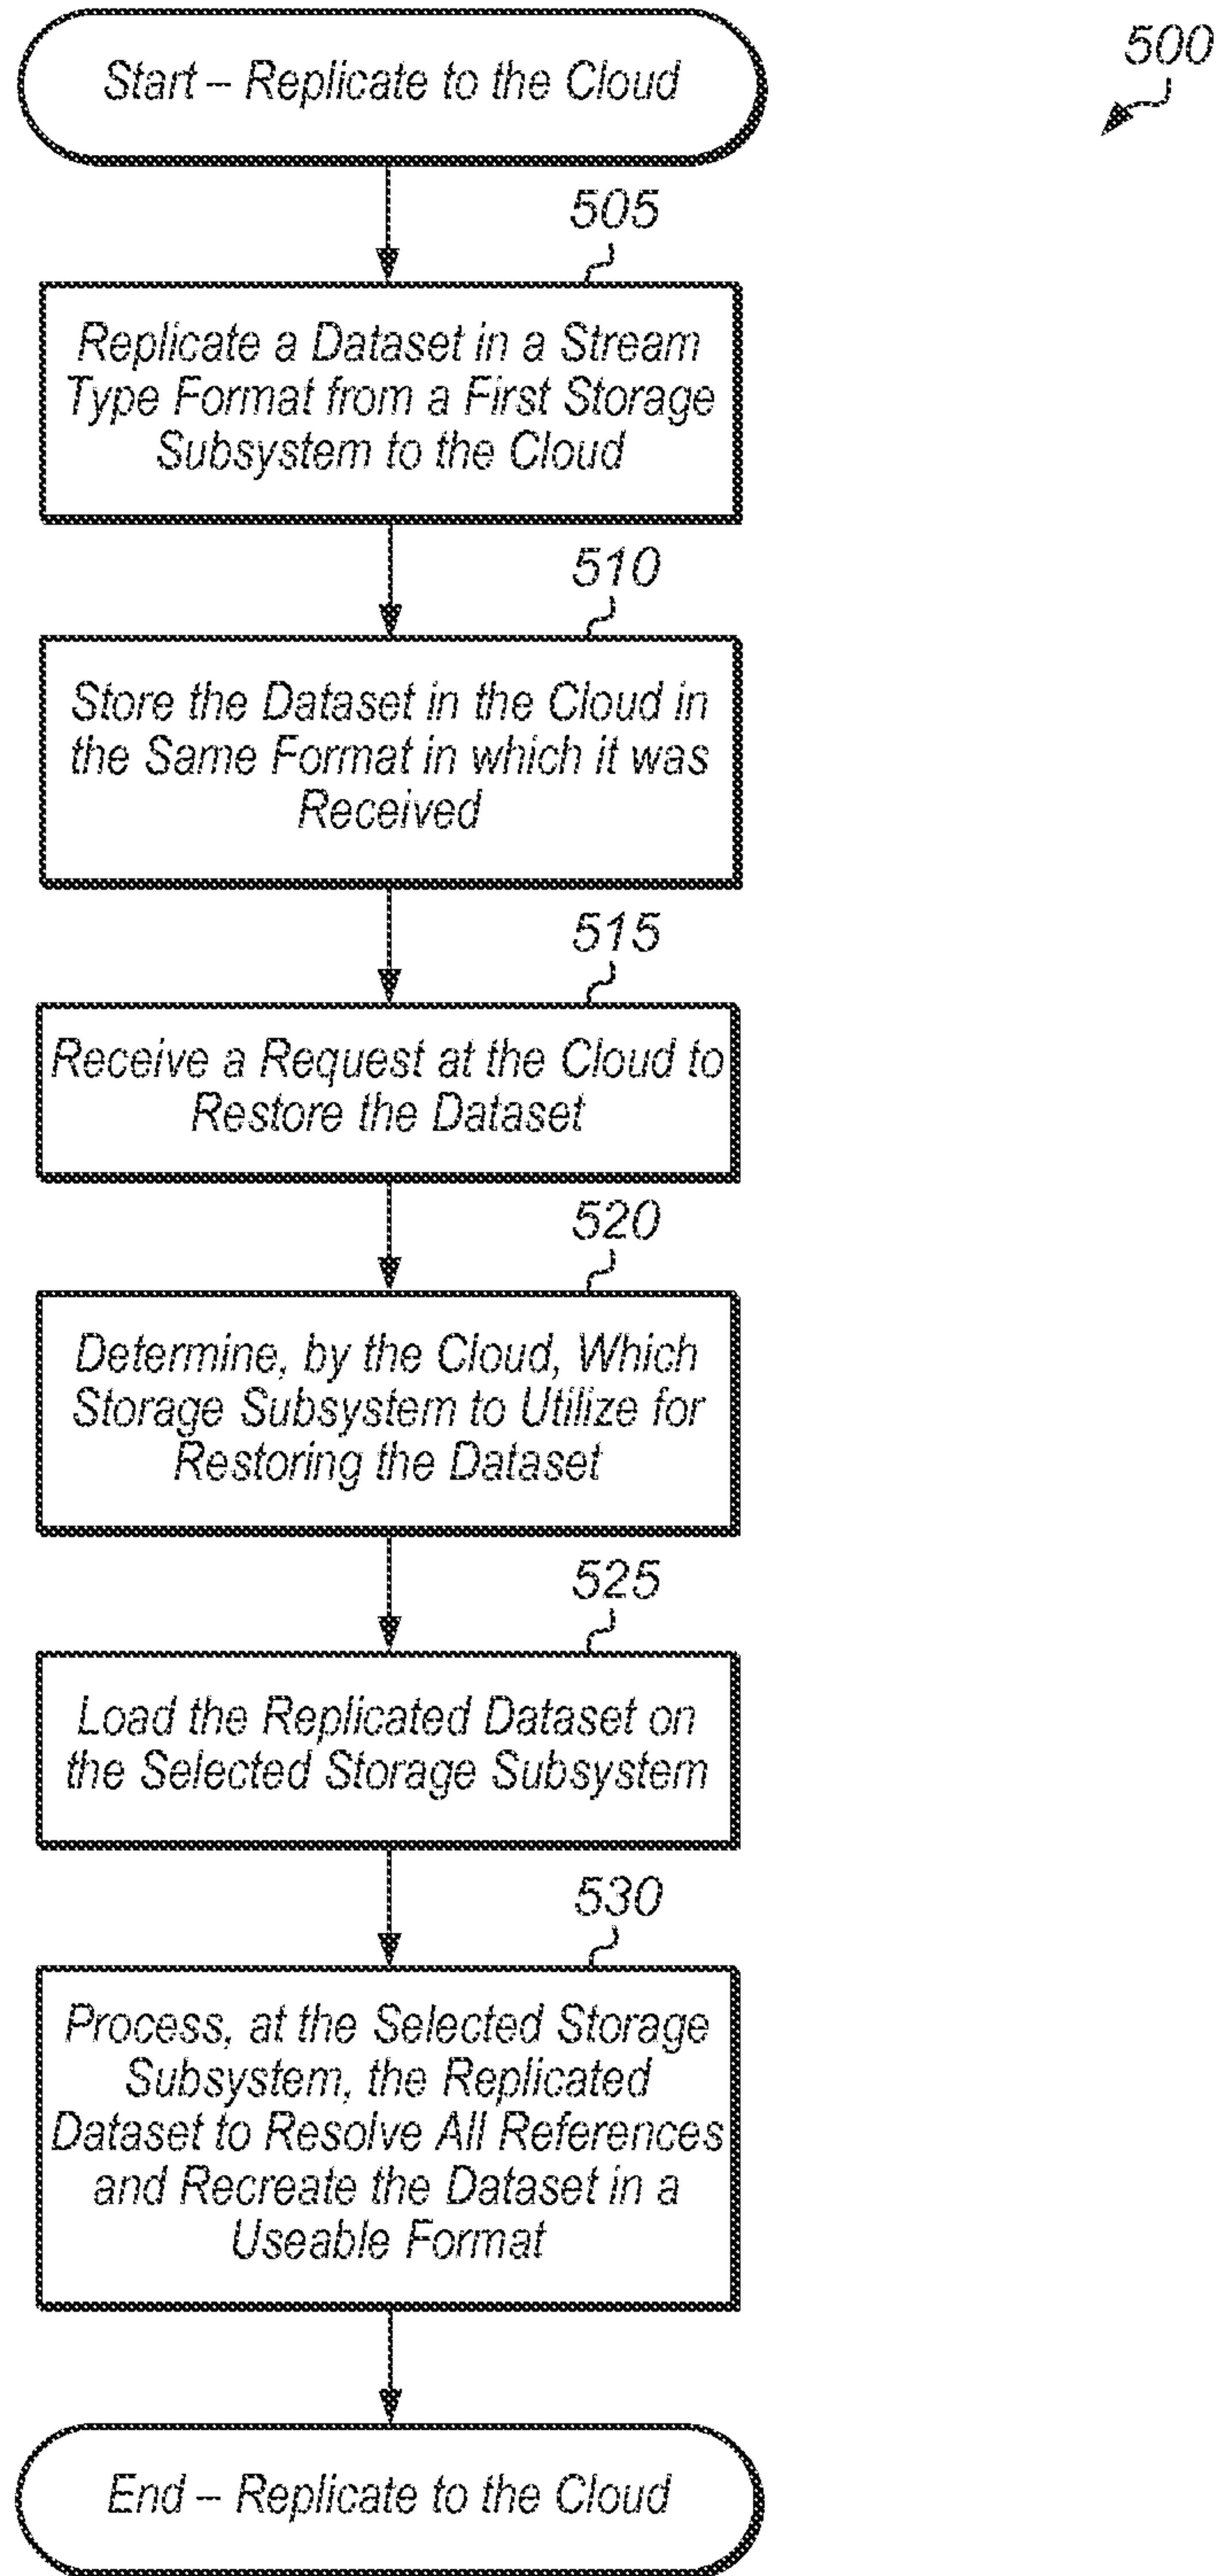 Start – Replicate to the Cloud
500
505
Replicate a Dataset in a Stream
Type Format from a First Storage
Subsystem to the Cloud
510
Store the Dataset in the Cloud in
the Same Format in which it was
Received
515
Receive a Request at the Cloud to
Restore the Dataset
520
Determine, by the Cloud, Which
Storage Subsystem to Utilize for
Restoring the Dataset
525
Load the Replicated Dataset on
the Selected Storage Subsystem
530
Process, at the Selected Storage
Subsystem, the Replicated
Dataset to Resolve All References
and Recreate the Dataset in a
Useable Format
End – Replicate to the Cloud